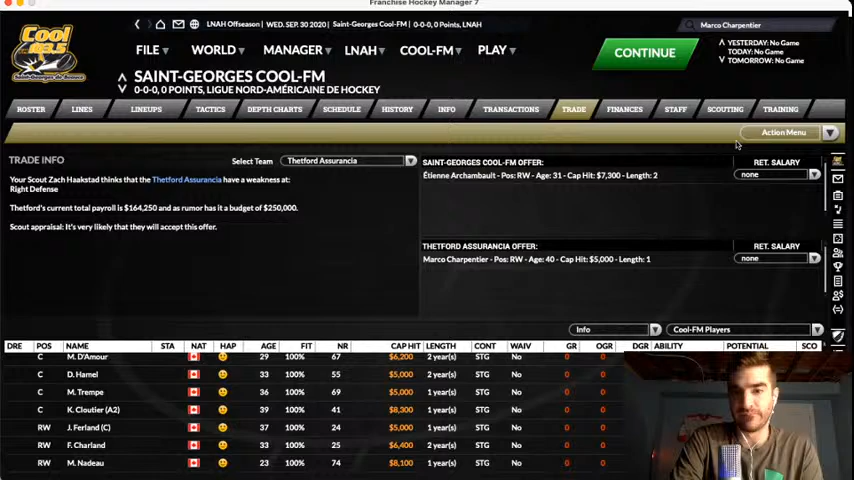 Franchise Hockey Manager 7
Cool
103.5
Saint-Georges de Beauce
LNAH Offseason | WED. SEP. 30 2020 | Saint-Georges Cool-FM | 0-0-0, 0 Points, LNAH
Marco Charpentier
FILE WORLD MANAGER LNAH COOL-FM PLAY
CONTINUE
YESTERDAY: No Game
TODAY: No Game
TOMORROW: No Game
SAINT-GEORGES COOL-FM
0-0-0, 0 POINTS, LIGUE NORD-AMÉRICAINE DE HOCKEY
ROSTER LINES LINEUPS TACTICS DEPTH CHARTS SCHEDULE HISTORY INFO TRANSACTIONS TRADE FINANCES STAFF SCOUTING TRAINING
Action Menu
TRADE INFO
Select Team Thetford Assurancia
Your Scout Zach Haakstad thinks that the Thetford Assurancia have a weakness at:
Right Defense
Thetford's current total payroll is $164,250 and as rumor has it a budget of $250,000.
Scout appraisal: It's very likely that they will accept this offer.
SAINT-GEORGES COOL-FM OFFER: RET. SALARY
Étienne Archambault - Pos: RW - Age: 31 - Cap Hit: $7,300 - Length: 2 none
THETFORD ASSURANCIA OFFER: RET. SALARY
Marco Charpentier - Pos: RW - Age: 40 - Cap Hit: $5,000 - Length: 1 none
Info Cool-FM Players
DRE POS NAME STA NAT HAP AGE FIT NR CAP HIT LENGTH CONT WAIV GR OGR DGR ABILITY POTENTIAL SCO
C M. D'Amour 29 100% 67 $6,200 2 year(s) STG No 0 0
C D. Hamel 33 100% 55 $5,000 2 year(s) STG No 0 0
C M. Trempe 36 100% 69 $5,000 1 year(s) STG No 0 0
C K. Cloutier (A2) 39 100% 41 $8,300 1 year(s) STG No 0 0
RW J. Ferland (C) 37 100% 24 $5,000 1 year(s) STG No 0 0
RW F. Charland 33 100% 25 $6,400 1 year(s) STG No 0 0
RW M. Nadeau 23 100% 74 $8,100 1 year(s) STG No 0 0